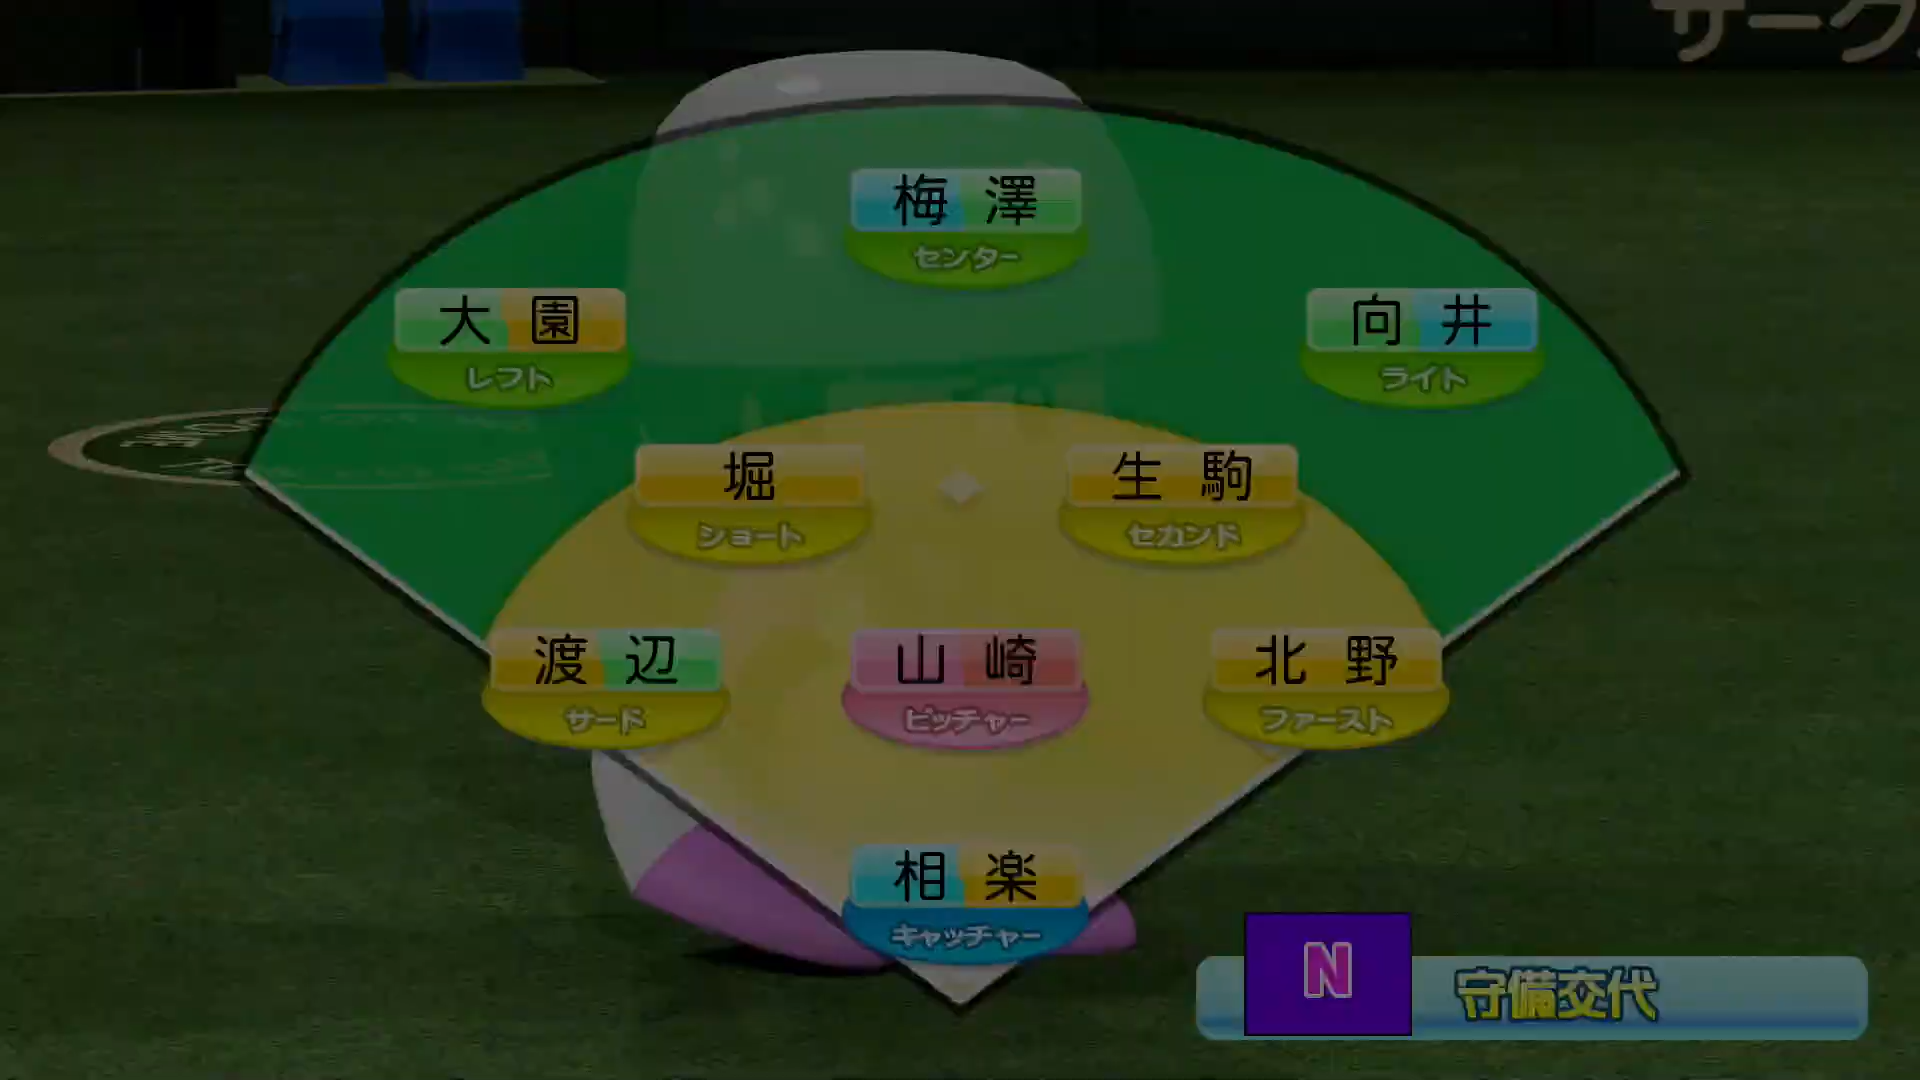 サーク
梅澤
センター
大園
レフト
向井
ライト
堀
ショート
生駒
セカンド
渡辺
サード
山崎
ピッチャー
北野
ファースト
相楽
キャッチャー
N
守備交代